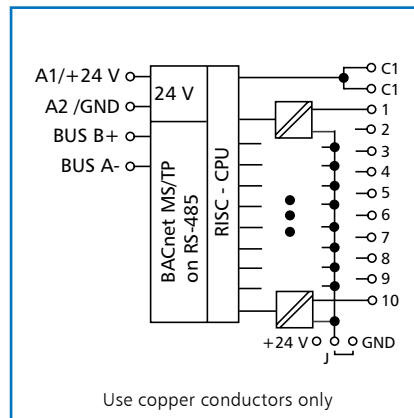 A1/+24 V
A2 /GND
BUS B+
BUS A-
24 V
BACnet MS/TP
on RS-485
RISC - CPU
C1
C1
1
2
3
4
5
6
7
8
9
10
+24 V
GND
J
Use copper conductors only